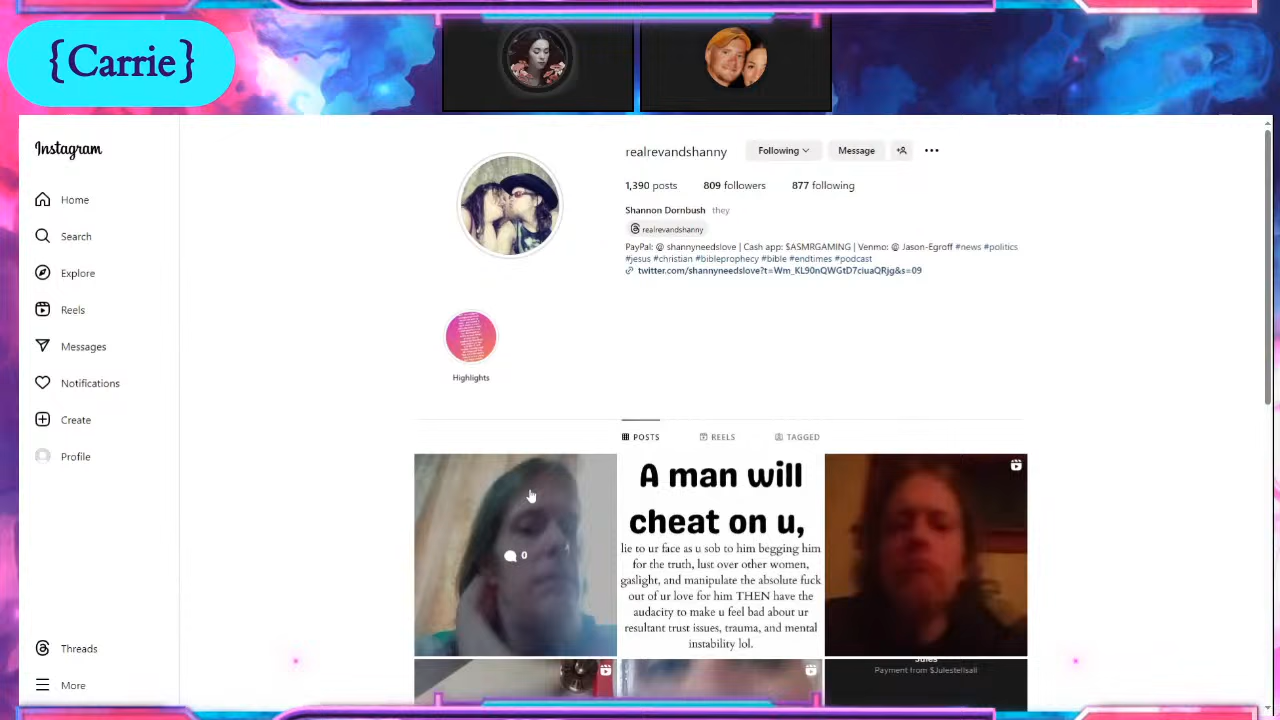 {Carrie}
Instagram
Home
Search
Explore
Reels
Messages
Notifications
Create
Profile
Threads
More
realrevandshanny
Following
Message
1,390 posts 809 followers 877 following
Shannon Dornbush they
realrevandshanny
PayPal: @ shannyneedslove | Cash app: $ASMRGAMING | Venmo: @ Jason-Egroff #news #politics
#jesus #christian #bibleprophecy #bible #endtimes #podcast
twitter.com/shannyneedslove?t=Wm_KL90nQWGtD7ciuaQRjg&s=09
Highlights
POSTS
REELS
TAGGED
0
A man will
cheat on u,
lie to ur face as u sob to him begging him
for the truth, lust over other women,
gaslight, and manipulate the absolute fuck
out of ur love for him THEN have the
audacity to make u feel bad about ur
resultant trust issues, trauma, and mental
instability lol.
Jules
Payment from $Julestellsall